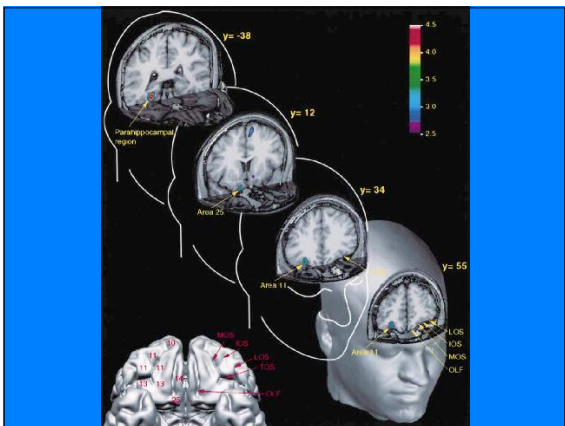 y= -38
4.5
4.0
3.5
3.0
2.5
Parahippocampal
region
y= 12
Area 25
y= 34
Area 11
y= 55
LOS
IOS
MOS
OLF
Area 11
MOS
IOS
LOS
TOS
OLF
10
11
11
11
13
13
14
25